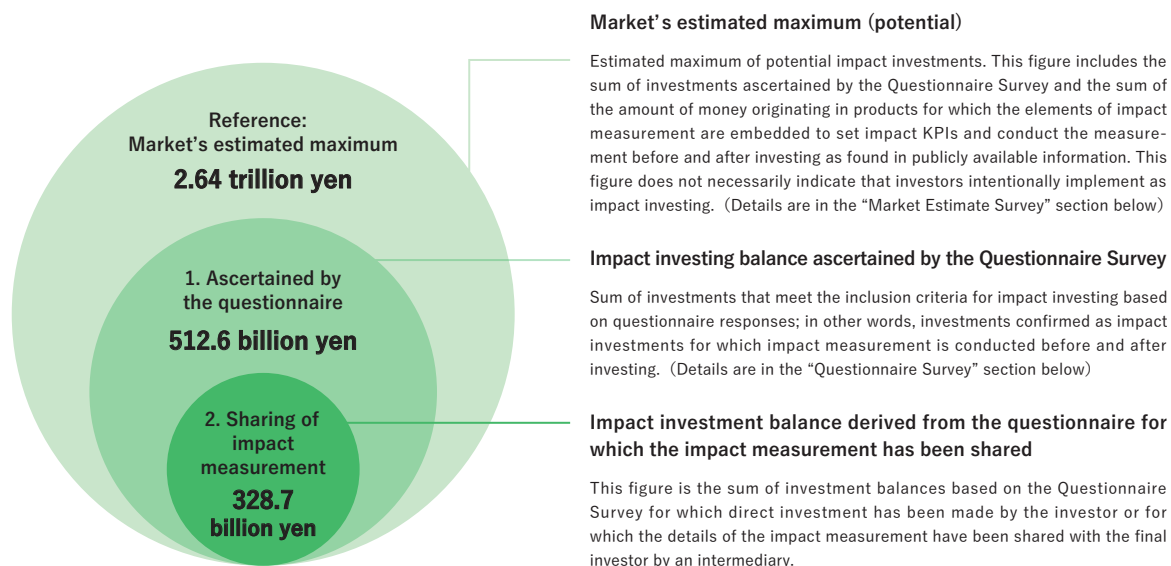 Reference:
Market's estimated maximum
2.64 trillion yen
1. Ascertained by
the questionnaire
512.6 billion yen
2. Sharing of
impact
measurement
328.7
billion yen
Market's estimated maximum (potential)
Estimated maximum of potential impact investments. This figure includes the
sum of investments ascertained by the Questionnaire Survey and the sum of
the amount of money originating in products for which the elements of impact
measurement are embedded to set impact KPIs and conduct the measure-
ment before and after investing as found in publicly available information. This
figure does not necessarily indicate that investors intentionally implement as
impact investing. (Details are in the “Market Estimate Survey” section below)
Impact investing balance ascertained by the Questionnaire Survey
Sum of investments that meet the inclusion criteria for impact investing based
on questionnaire responses; in other words, investments confirmed as impact
investments for which impact measurement is conducted before and after
investing. (Details are in the “Questionnaire Survey” section below)
Impact investment balance derived from the questionnaire for
which the impact measurement has been shared
This figure is the sum of investment balances based on the Questionnaire
Survey for which direct investment has been made by the investor or for
which the details of the impact measurement have been shared with the final
investor by an intermediary.